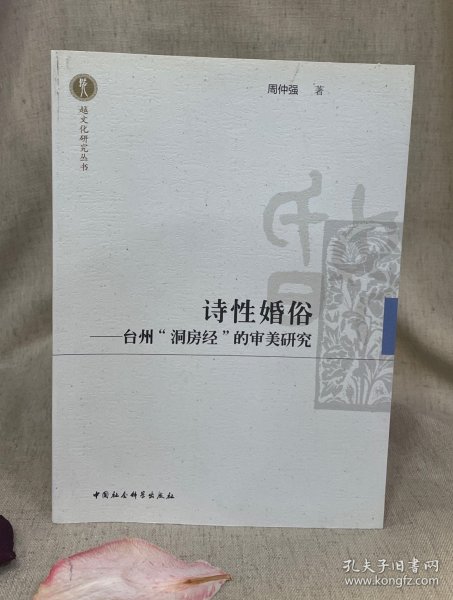 周仲强 著
越文化研究丛书
诗性婚俗
——台州“洞房经”的审美研究
中国社会科学出版社
孔夫子旧书网
www.kongfz.com